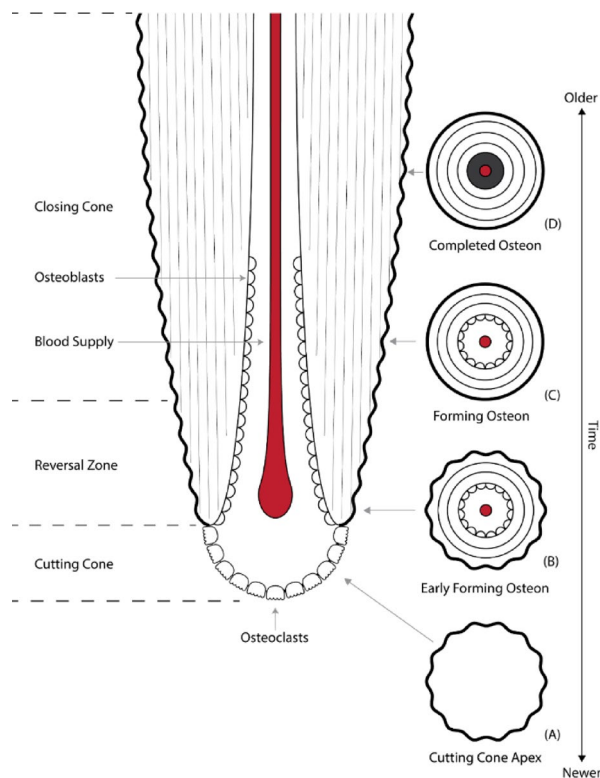 Closing Cone
Osteoblasts
Blood Supply
Reversal Zone
Cutting Cone
Osteoclasts
Older
(D)
Completed Osteon
(C)
Forming Osteon
Time
(B)
Early Forming Osteon
(A)
Cutting Cone Apex
Newer